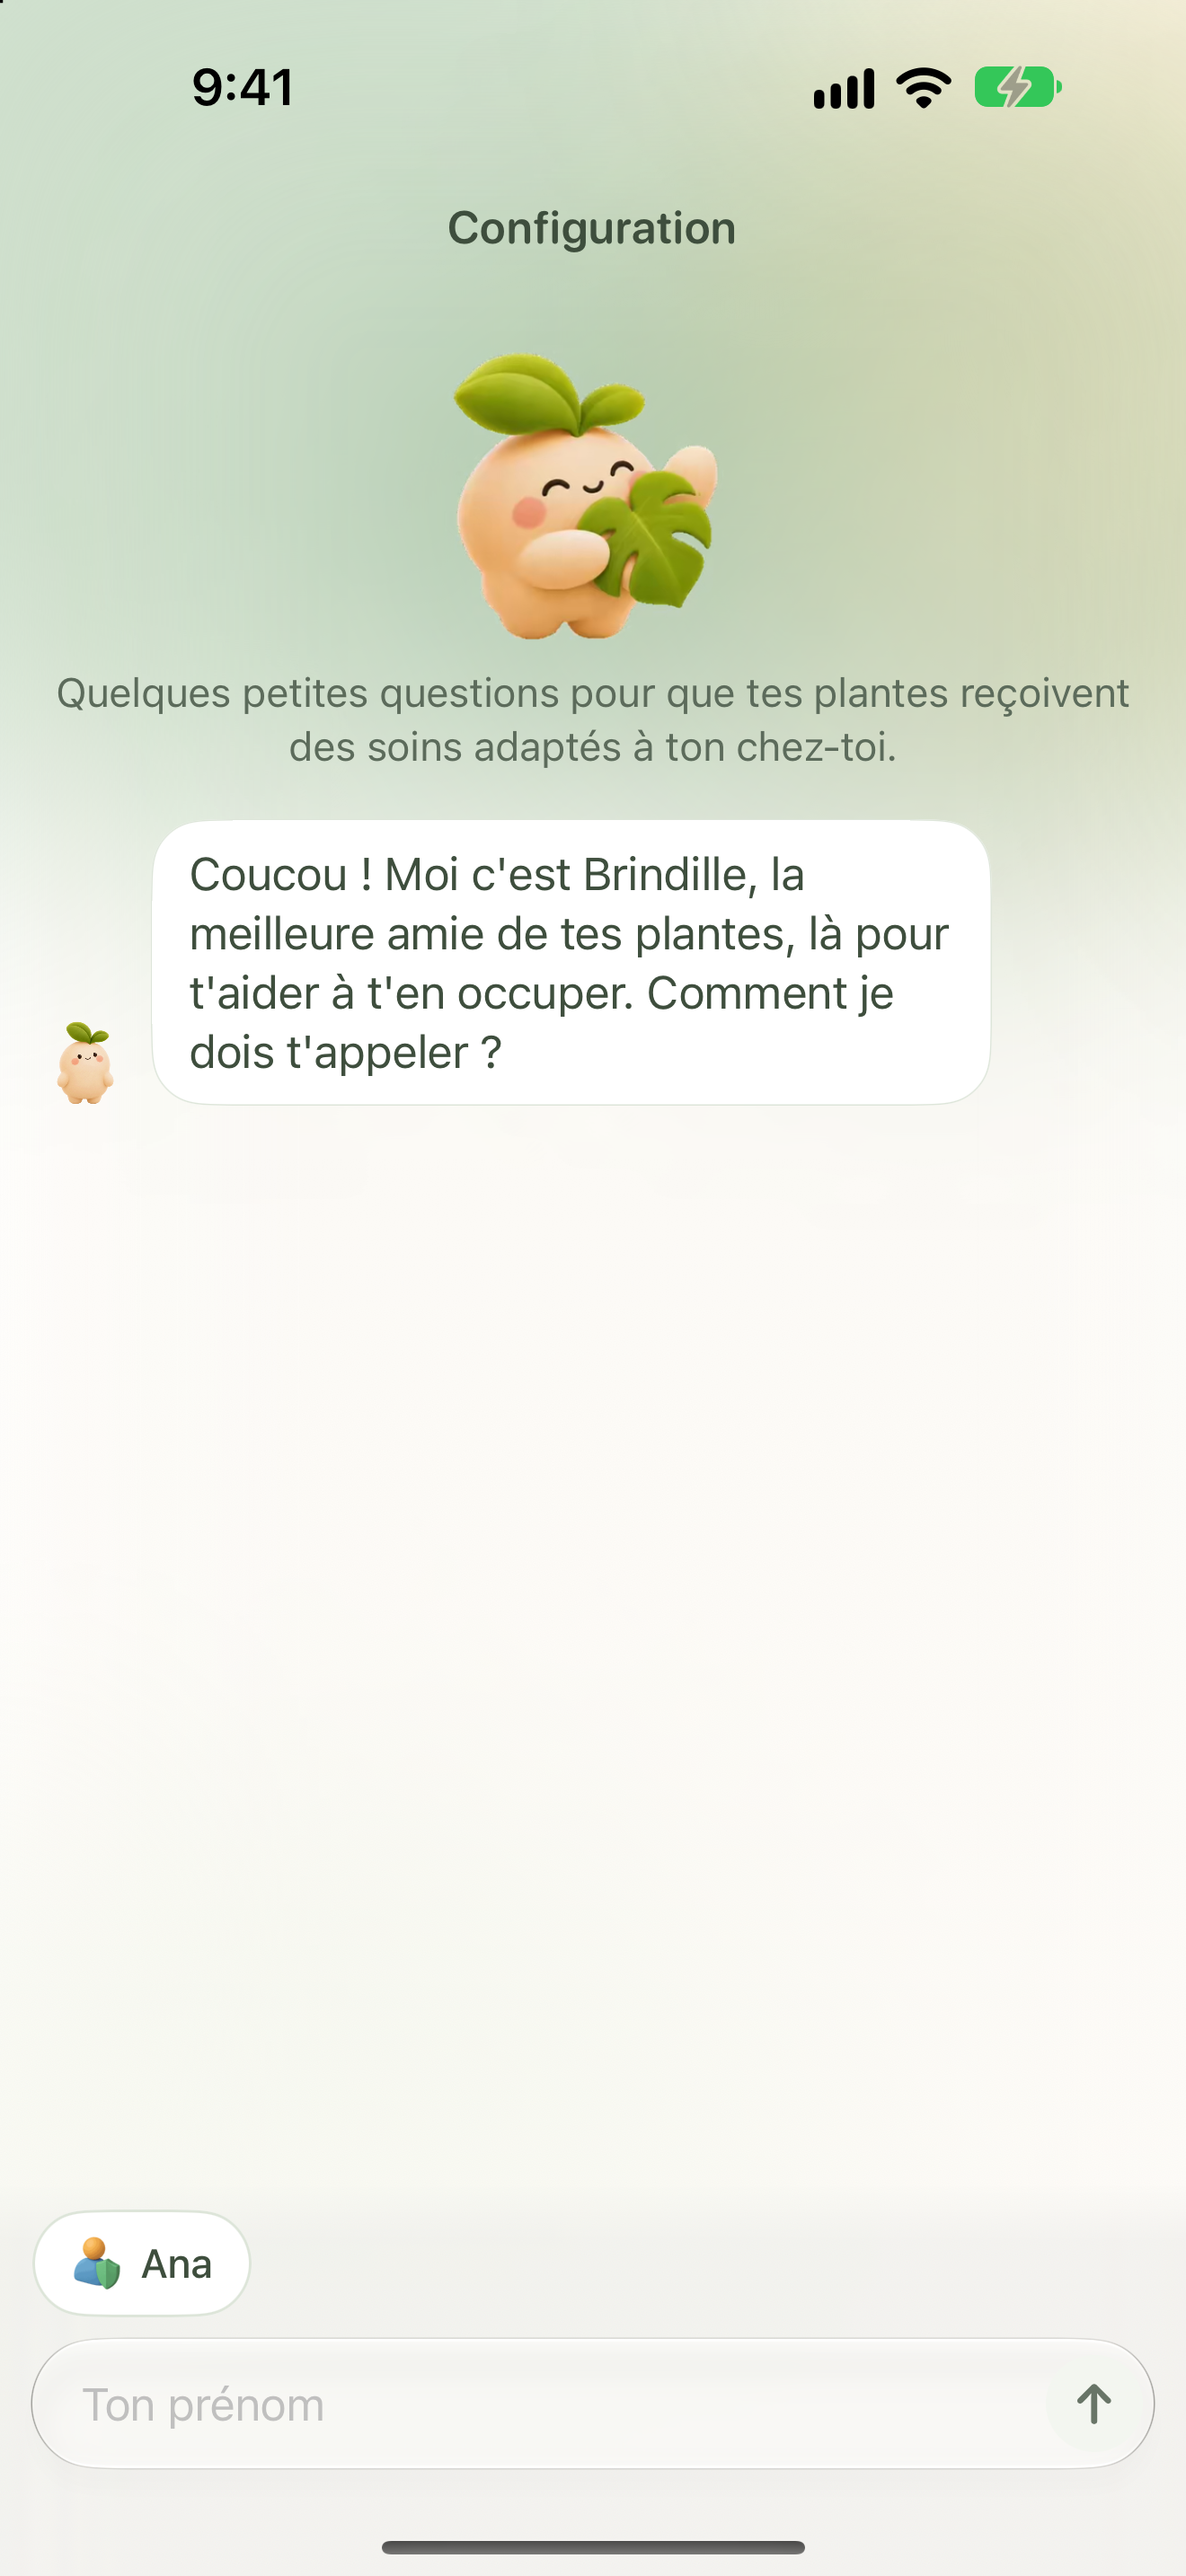 9:41
Configuration
Quelques petites questions pour que tes plantes reçoivent
des soins adaptés à ton chez-toi.
Coucou ! Moi c'est Brindille, la
meilleure amie de tes plantes, là pour
t'aider à t'en occuper. Comment je
dois t'appeler ?
Ana
Ton prénom